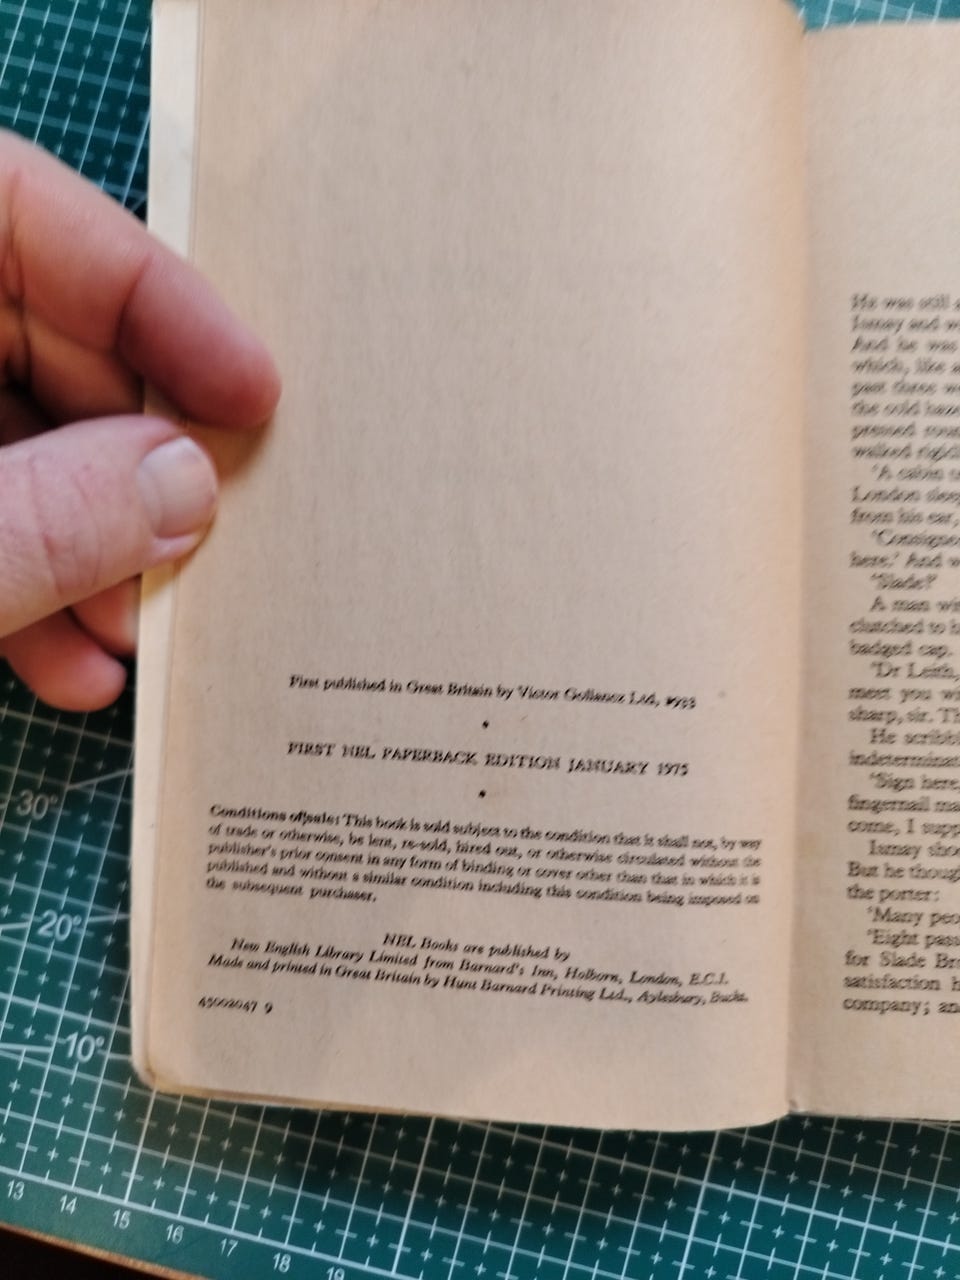 First published in Great Britain by Victor Gollancz Ltd,
FIRST NEL PAPERBACK EDITION JANUARY 1975
Conditions of sale: This book is sold subject to the condition that it shall not, by way
of trade or otherwise, be lent, re-sold, hired out, or otherwise circulated without the
publisher's prior consent in any form of binding or cover other than that in which it is
published and without a similar condition including this condition being imposed on
the subsequent purchaser.
NEL Books are published by
New English Library Limited from Barnard's Inn, Holborn, London, E.C.1.
Made and printed in Great Britain by Hunt Barnard Printing Ltd., Aylesbury, Bucks.
45002047 9
He was still
Ismay and
And he was
which, like
past three
the cold
pressed
walked
'A cabin
London
from his ear,
here.' And
'Slade?'
A man
clutched to
badged cap.
'Dr Leith,
meet you
sharp, sir.
He
'Sign here,
fingernail
come, I
Ismay
But he
the porter:
'Many
'Eight
for Slade
satisfaction
company; and
30°
20°
10°
13
14
15
16
17
18
19